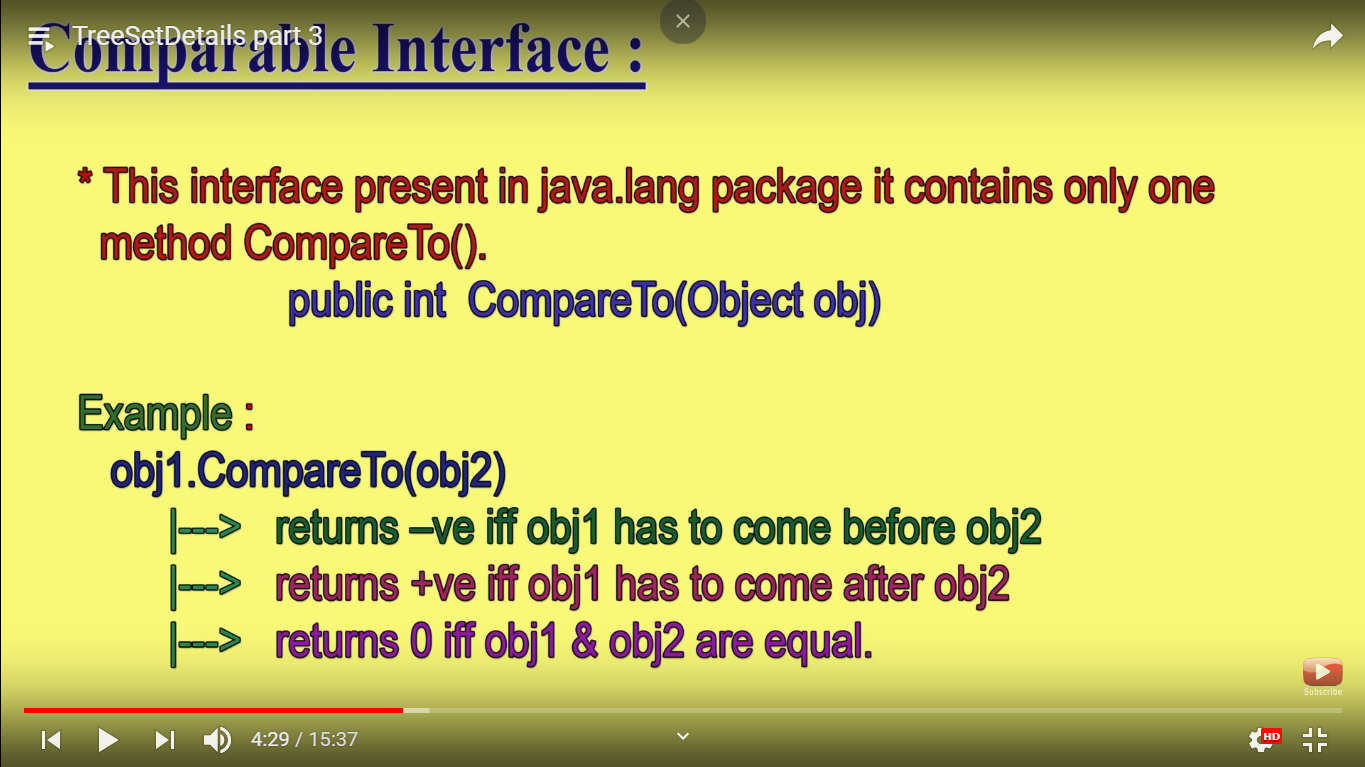 TreeSetDetails part 3
Comparable Interface :
* This interface present in java.lang package it contains only one
method CompareTo().
public int CompareTo(Object obj)
Example :
obj1.CompareTo(obj2)
|---> returns –ve iff obj1 has to come before obj2
|---> returns +ve iff obj1 has to come after obj2
|---> returns 0 iff obj1 & obj2 are equal.
Subscribe
4:29 / 15:37
HD